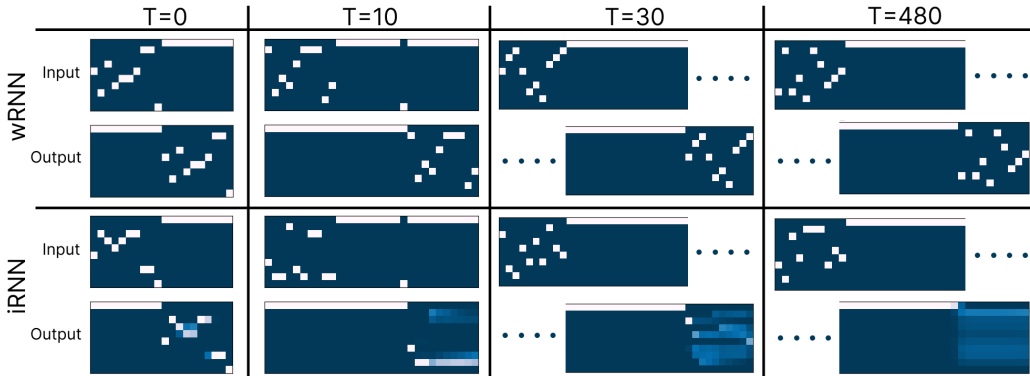 T=0 T=10 T=30 T=480
wRNN
Input
Output
iRNN
Input
Output